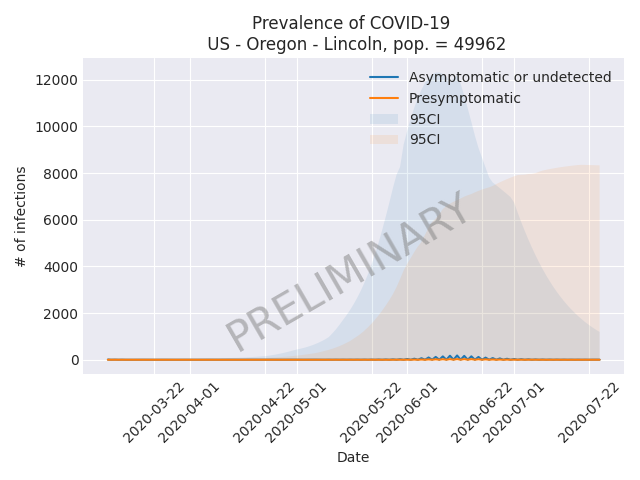 Prevalence of COVID-19
US - Oregon - Lincoln, pop. = 49962
Asymptomatic or undetected
Presymptomatic
95CI
95CI
PRELIMINARY
# of infections
12000
10000
8000
6000
4000
2000
0
2020-03-22
2020-04-01
2020-04-22
2020-05-01
2020-05-22
2020-06-01
2020-06-22
2020-07-01
2020-07-22
Date